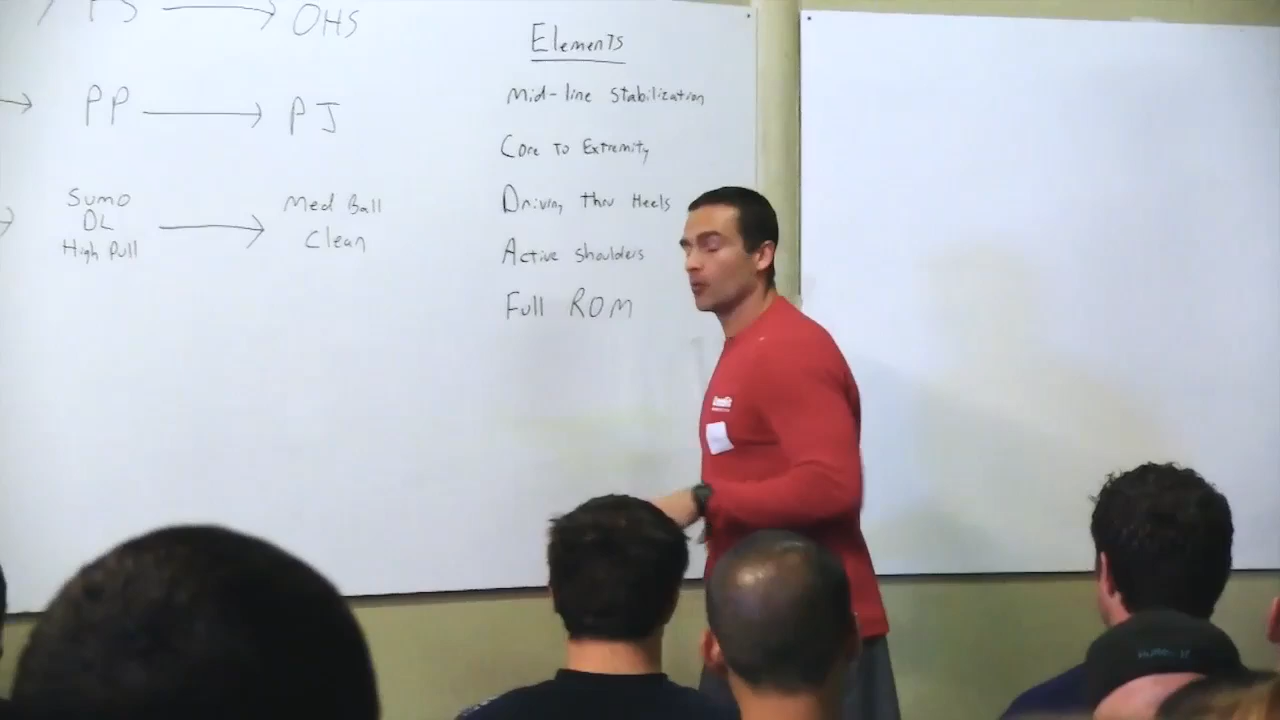 FS → OHS
PP → PJ
Sumo
DL
High Pull
→
Med Ball
Clean
Elements
Mid-line Stabilization
Core To Extremity
Driving thru Heels
Active shoulders
Full ROM